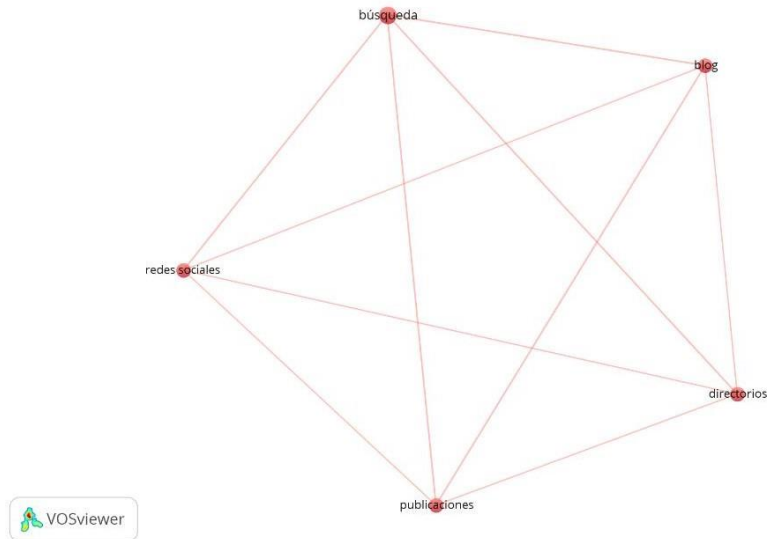 búsqueda
blog
redes sociales
directorios
publicaciones
VOSviewer